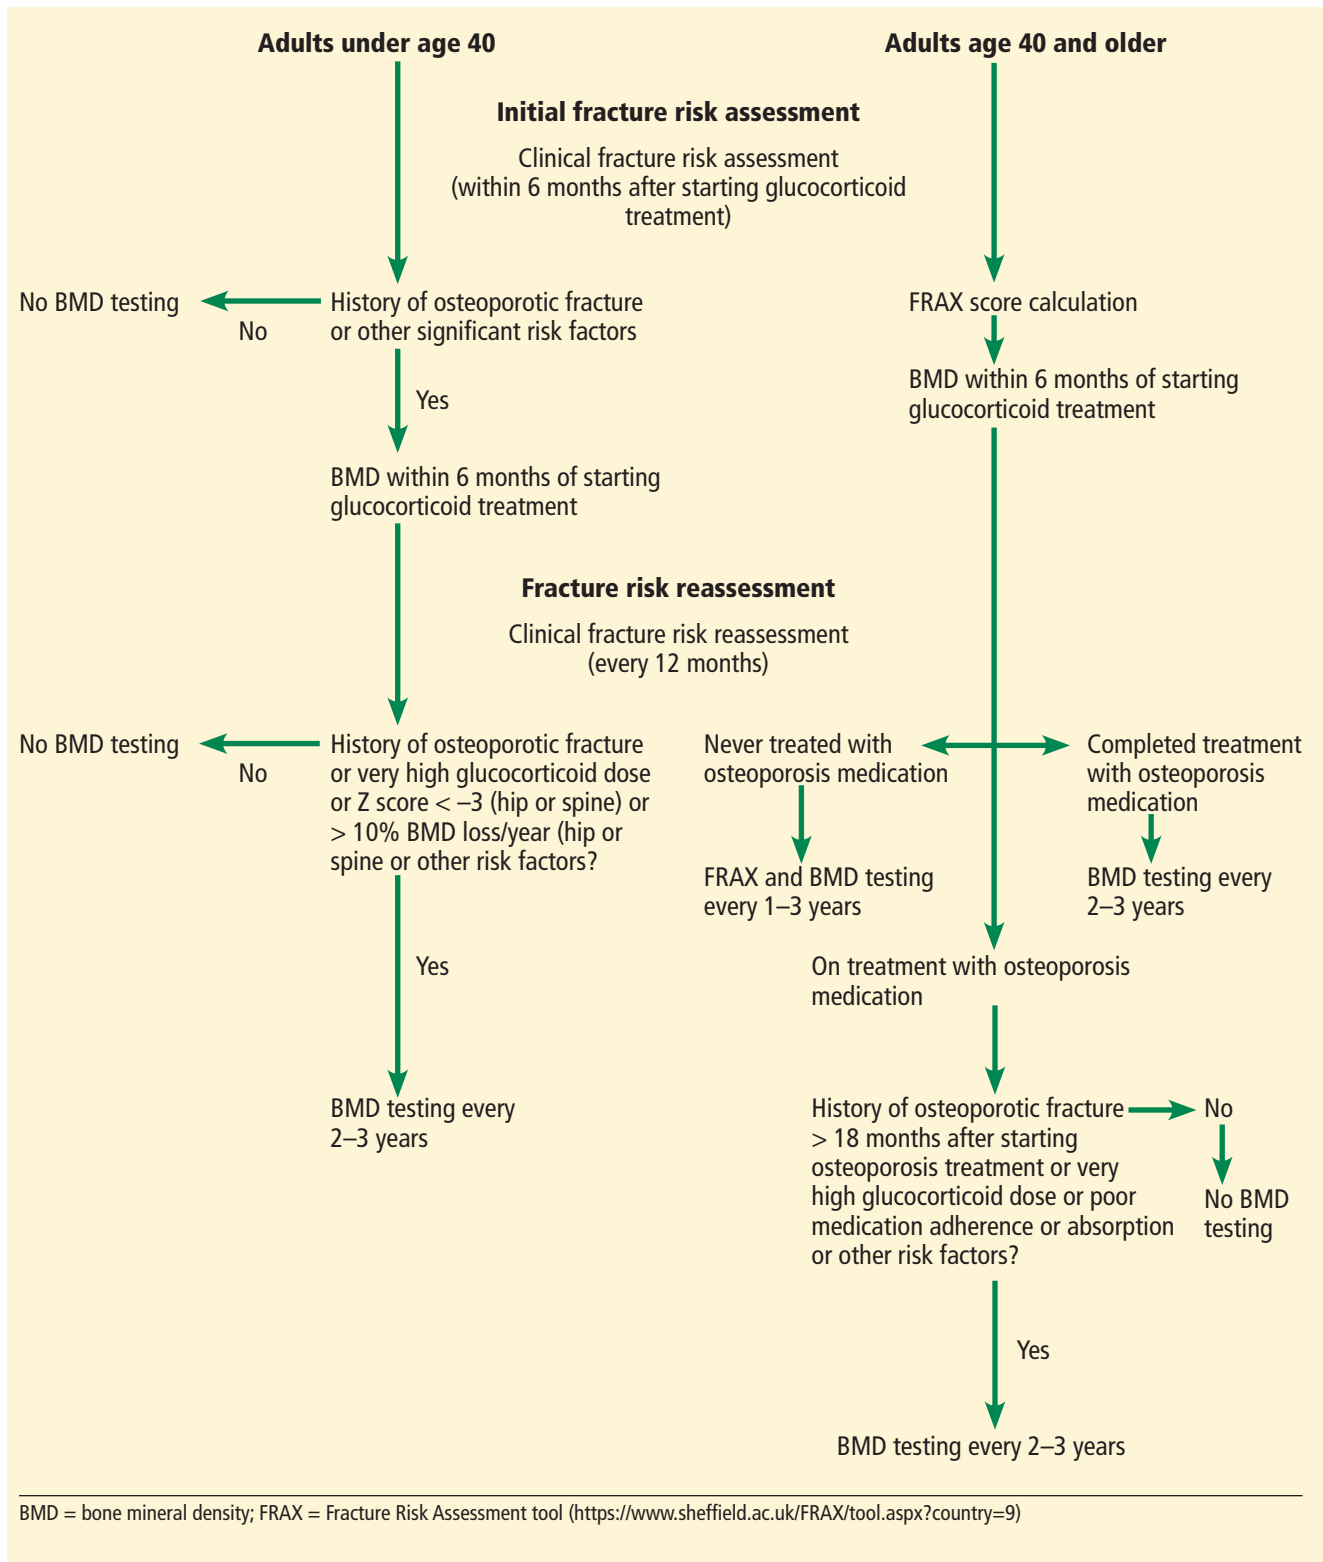 Adults under age 40
Adults age 40 and older
Initial fracture risk assessment
Clinical fracture risk assessment
(within 6 months after starting glucocorticoid
treatment)
No BMD testing
No
History of osteoporotic fracture
or other significant risk factors
Yes
BMD within 6 months of starting
glucocorticoid treatment
FRAX score calculation
BMD within 6 months of starting
glucocorticoid treatment
Fracture risk reassessment
Clinical fracture risk reassessment
(every 12 months)
No BMD testing
No
History of osteoporotic fracture
or very high glucocorticoid dose
or Z score < –3 (hip or spine) or
> 10% BMD loss/year (hip or
spine or other risk factors?
Yes
BMD testing every
2–3 years
Never treated with
osteoporosis medication
FRAX and BMD testing
every 1–3 years
Completed treatment
with osteoporosis
medication
BMD testing every
2–3 years
On treatment with osteoporosis
medication
History of osteoporotic fracture
> 18 months after starting
osteoporosis treatment or very
high glucocorticoid dose or poor
medication adherence or absorption
or other risk factors?
No
No BMD
testing
Yes
BMD testing every 2–3 years
BMD = bone mineral density; FRAX = Fracture Risk Assessment tool (https://www.sheffield.ac.uk/FRAX/tool.aspx?country=9)